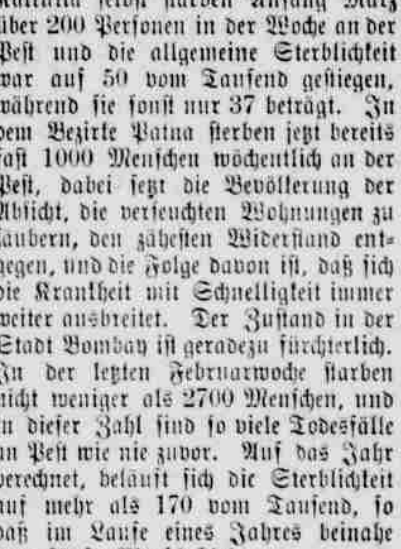 Kalkutta selbst starben Anfang März
über 200 Personen in der Woche an der
Pest und die allgemeine Sterblichkeit
war auf 50 vom Tausend gestiegen,
während sie sonst nur 37 beträgt. In
dem Bezirke Patna sterben jetzt bereits
fast 1000 Menschen wöchentlich an der
Pest, dabei setzt die Bevölkerung der
Absicht, die verseuchten Wohnungen zu
säubern, den zähesten Widerstand ent-
gegen, und die Folge davon ist, daß sich
die Krankheit mit Schnelligkeit immer
weiter ausbreitet. Der Zustand in der
Stadt Bombay ist geradezu fürchterlich.
In der letzten Februarwoche starben
nicht weniger als 2700 Menschen, und
in dieser Zahl sind so viele Todesfälle
an Pest wie nie zuvor. Auf das Jahr
berechnet, beläuft sich die Sterblichkeit
auf mehr als 170 vom Tausend, so
daß im Laufe eines Jahres beinahe